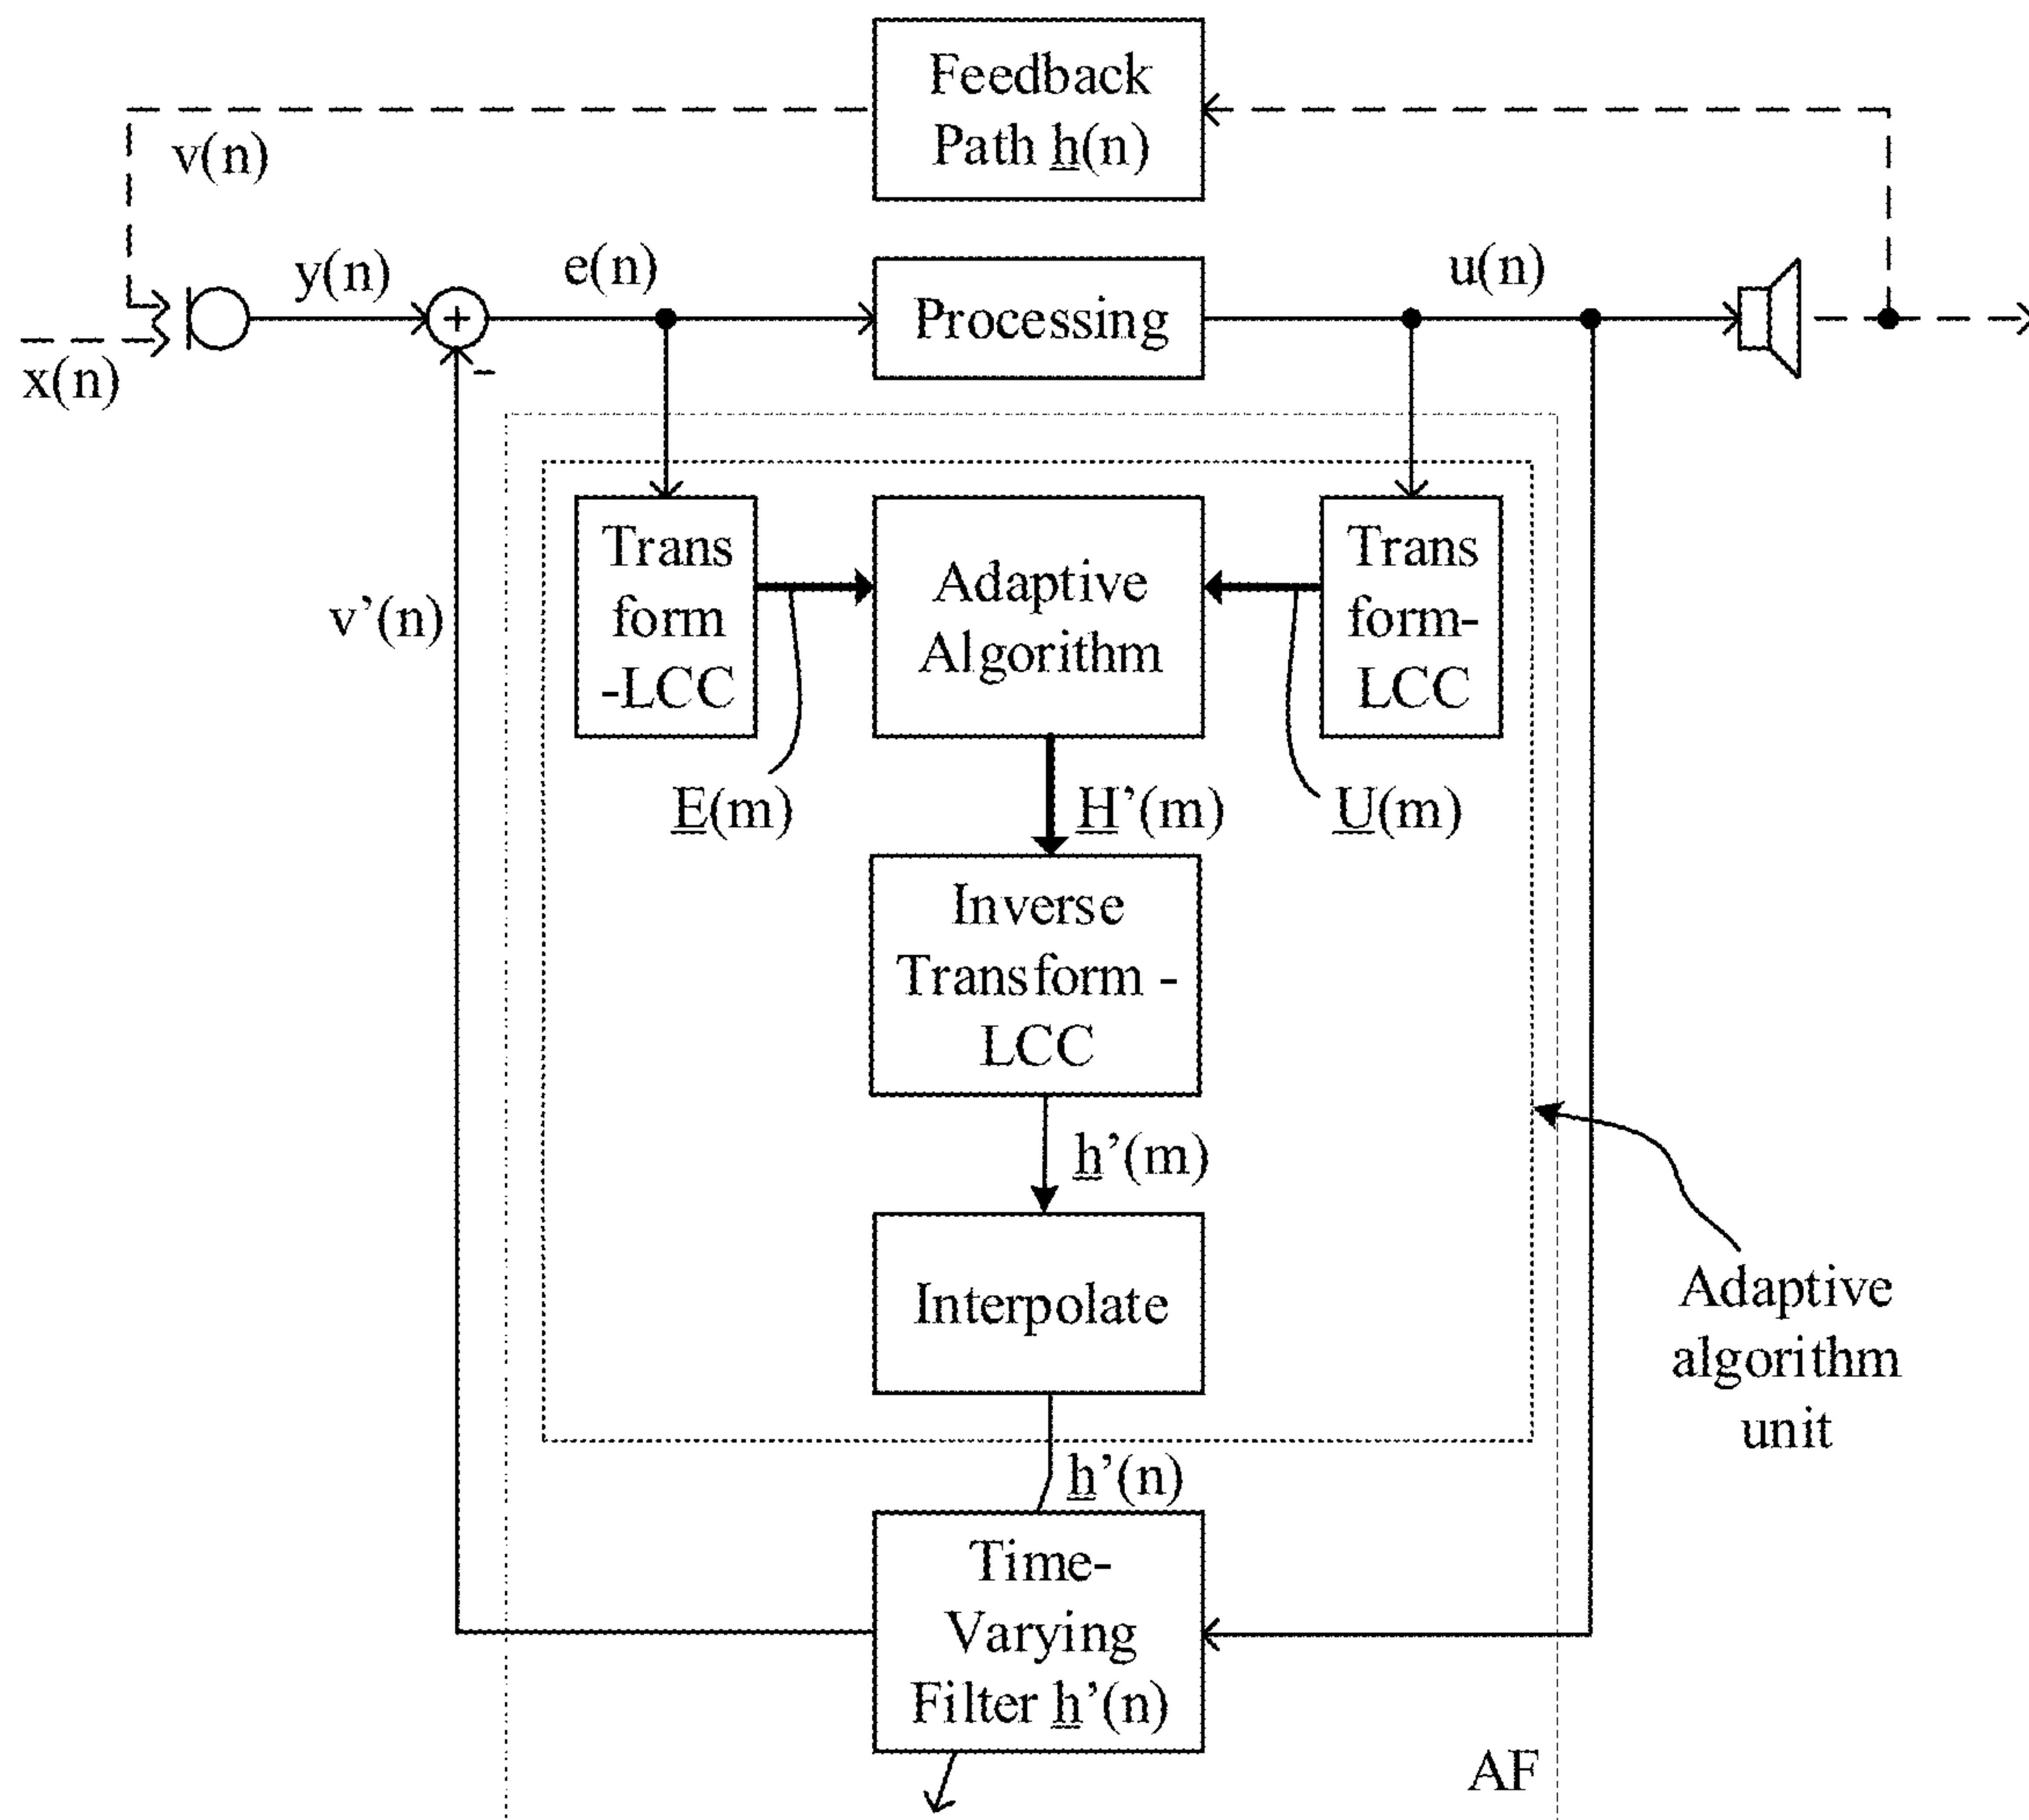 Feedback
Path h(n)
v(n)
y(n)
e(n)
u(n)
+
Processing
-
x(n)
Trans
form
-LCC
Adaptive
Algorithm
Trans
form-
LCC
v’(n)
E(m)
H’(m)
U(m)
Inverse
Transform -
LCC
h’(m)
Interpolate
Adaptive
algorithm
unit
h’(n)
Time-
Varying
Filter h’(n)
AF